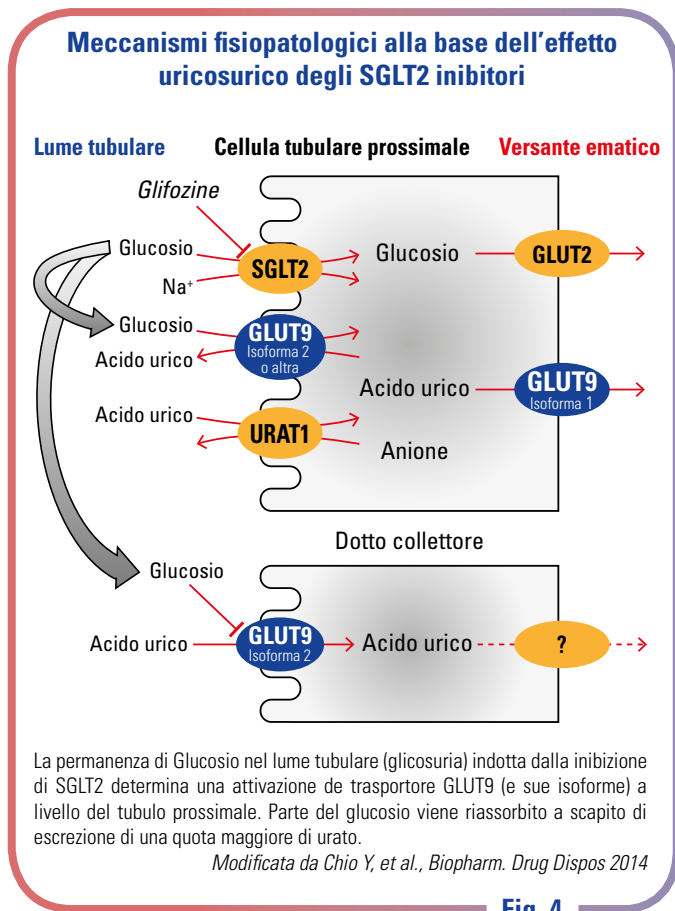 Meccanismi fisiopatologici alla base dell'effetto
uricosurico degli SGLT2 inibitori
Lume tubulare Cellula tubulare prossimale Versante ematico
Glifozine
Glucosio
Na⁺
SGLT2
Glucosio
GLUT2
Glucosio
Acido urico
GLUT9
Isoforma 2
o altra
Acido urico
GLUT9
Isoforma 1
Acido urico
URAT1
Anione
Dotto collettore
Glucosio
Acido urico
GLUT9
Isoforma 2
Acido urico
?
La permanenza di Glucosio nel lume tubulare (glicosuria) indotta dalla inibizione
di SGLT2 determina una attivazione de trasportore GLUT9 (e sue isoforme) a
livello del tubulo prossimale. Parte del glucosio viene riassorbito a scapito di
escrezione di una quota maggiore di urato.
Modificata da Chio Y, et al., Biopharm. Drug Dispos 2014
Fig. 4